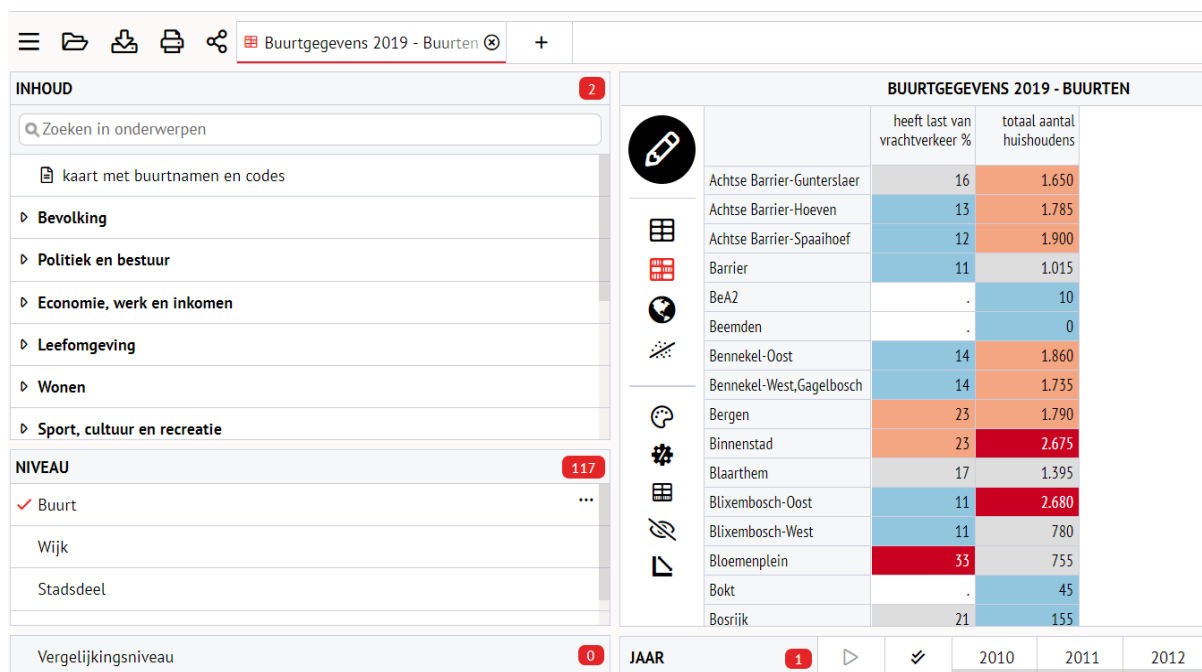 Buurtgegevens 2019 - Buurten
+
INHOUD 2
Zoeken in onderwerpen
kaart met buurtnamen en codes
Bevolking
Politiek en bestuur
Economie, werk en inkomen
Leefomgeving
Wonen
Sport, cultuur en recreatie
NIVEAU 117
Buurt ...
Wijk
Stadsdeel
Vergelijkingsniveau 0
BUURTGEGEVENS 2019 - BUURTEN
heeft last van totaal aantal
vrachtverkeer % huishoudens
Achtse Barrier-Gunterslaer 16 1.650
Achtse Barrier-Hoeven 13 1.785
Achtse Barrier-Spaaihoef 12 1.900
Barrier 11 1.015
BeA2 . 10
Beemden . 0
Bennekel-Oost 14 1.860
Bennekel-West,Gagelbosch 14 1.735
Bergen 23 1.790
Binnenstad 23 2.675
Blaarthem 17 1.395
Blixembosch-Oost 11 2.680
Blixembosch-West 11 780
Bloemenplein 33 755
Bokt . 45
Bosrijk 21 155
JAAR 1 2010 2011 2012